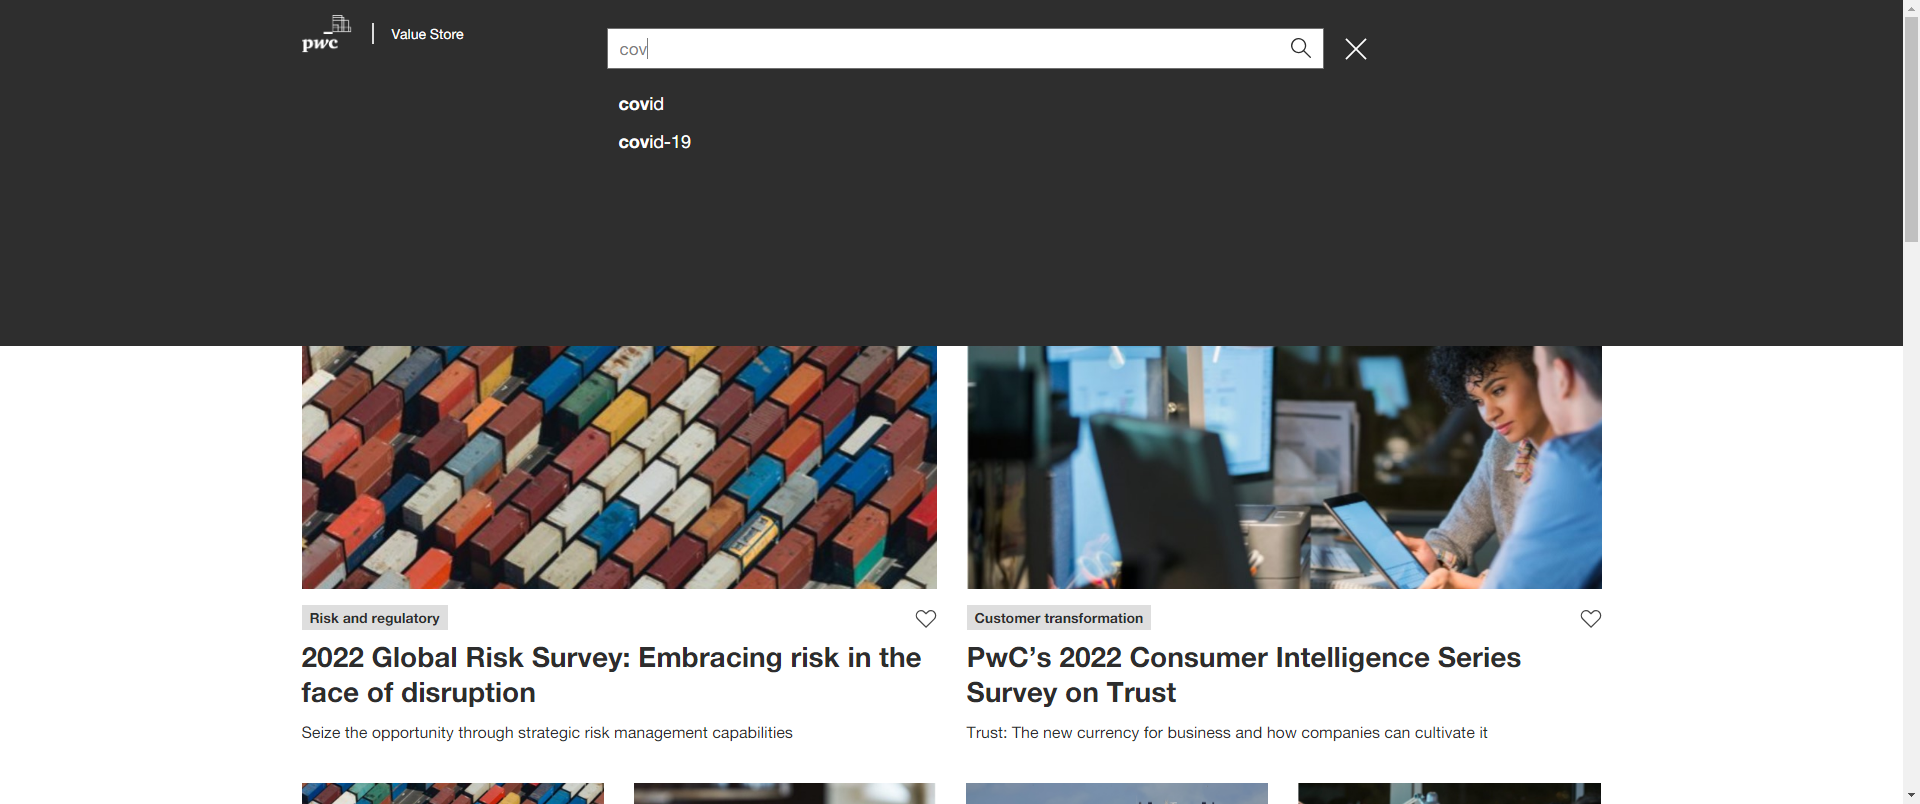 pwc
Value Store
cov
covid
covid-19
Risk and regulatory
Customer transformation
2022 Global Risk Survey: Embracing risk in the
face of disruption
Seize the opportunity through strategic risk management capabilities
PwC’s 2022 Consumer Intelligence Series
Survey on Trust
Trust: The new currency for business and how companies can cultivate it